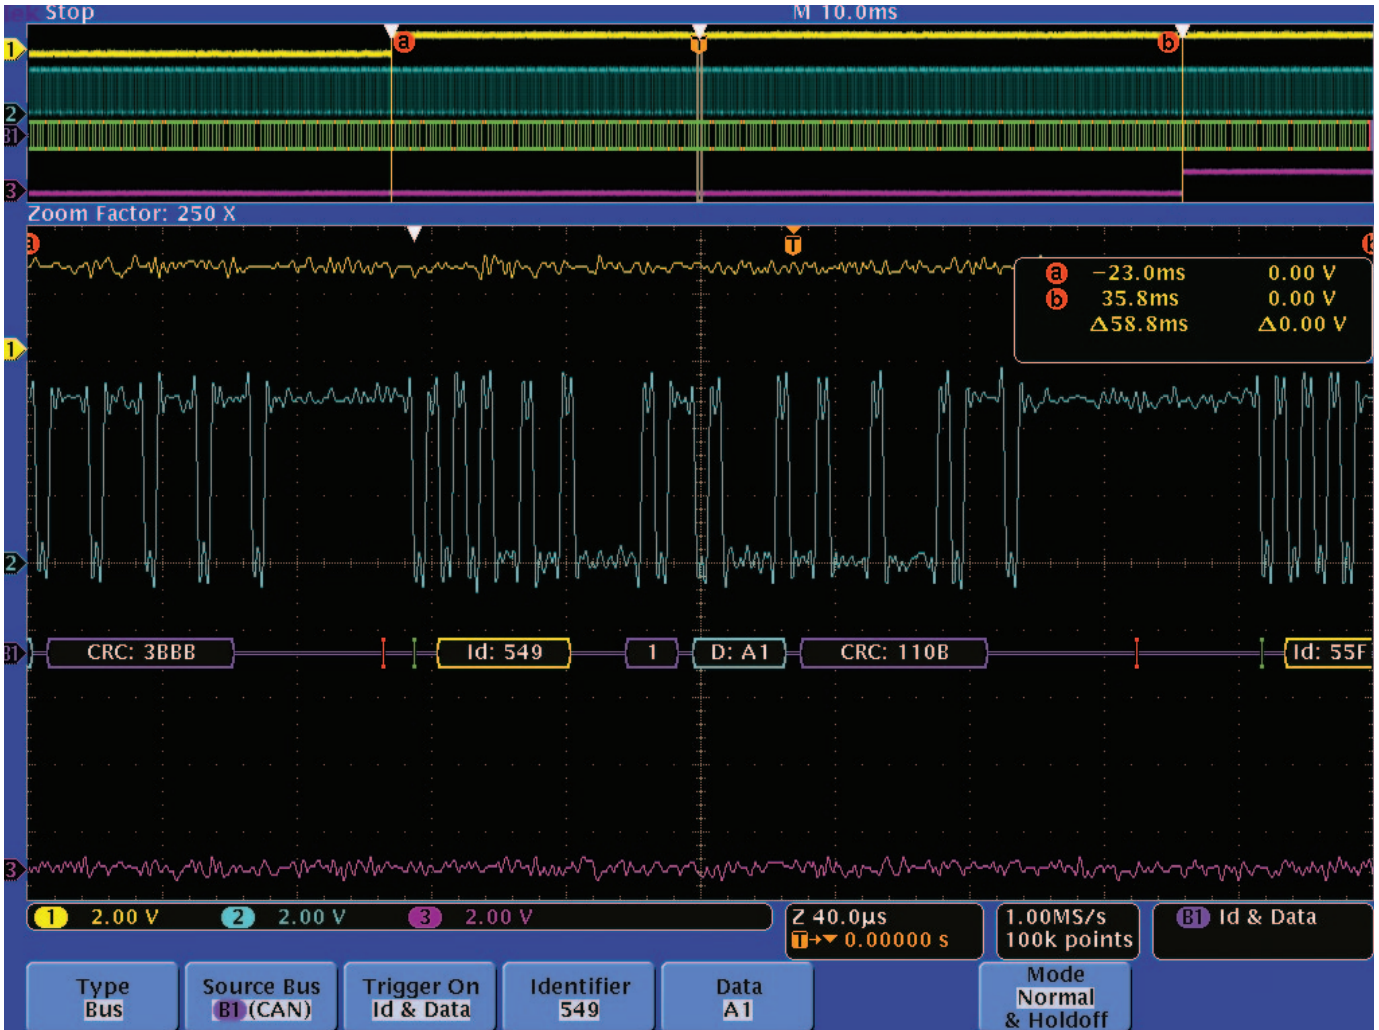 Stop M 10.0ms
a T b
1
2
B1
3
Zoom Factor: 250 X
a T b
a -23.0ms 0.00 V
b 35.8ms 0.00 V
Δ58.8ms Δ0.00 V
1
2
B1 CRC: 3BBB Id: 549 1 D: A1 CRC: 110B Id: 55F
3
1 2.00 V 2 2.00 V 3 2.00 V
Z 40.0µs
T→▼ 0.00000 s
1.00MS/s
100k points
B1 Id & Data
Type
Bus
Source Bus
B1 (CAN)
Trigger On
Id & Data
Identifier
549
Data
A1
Mode
Normal
& Holdoff